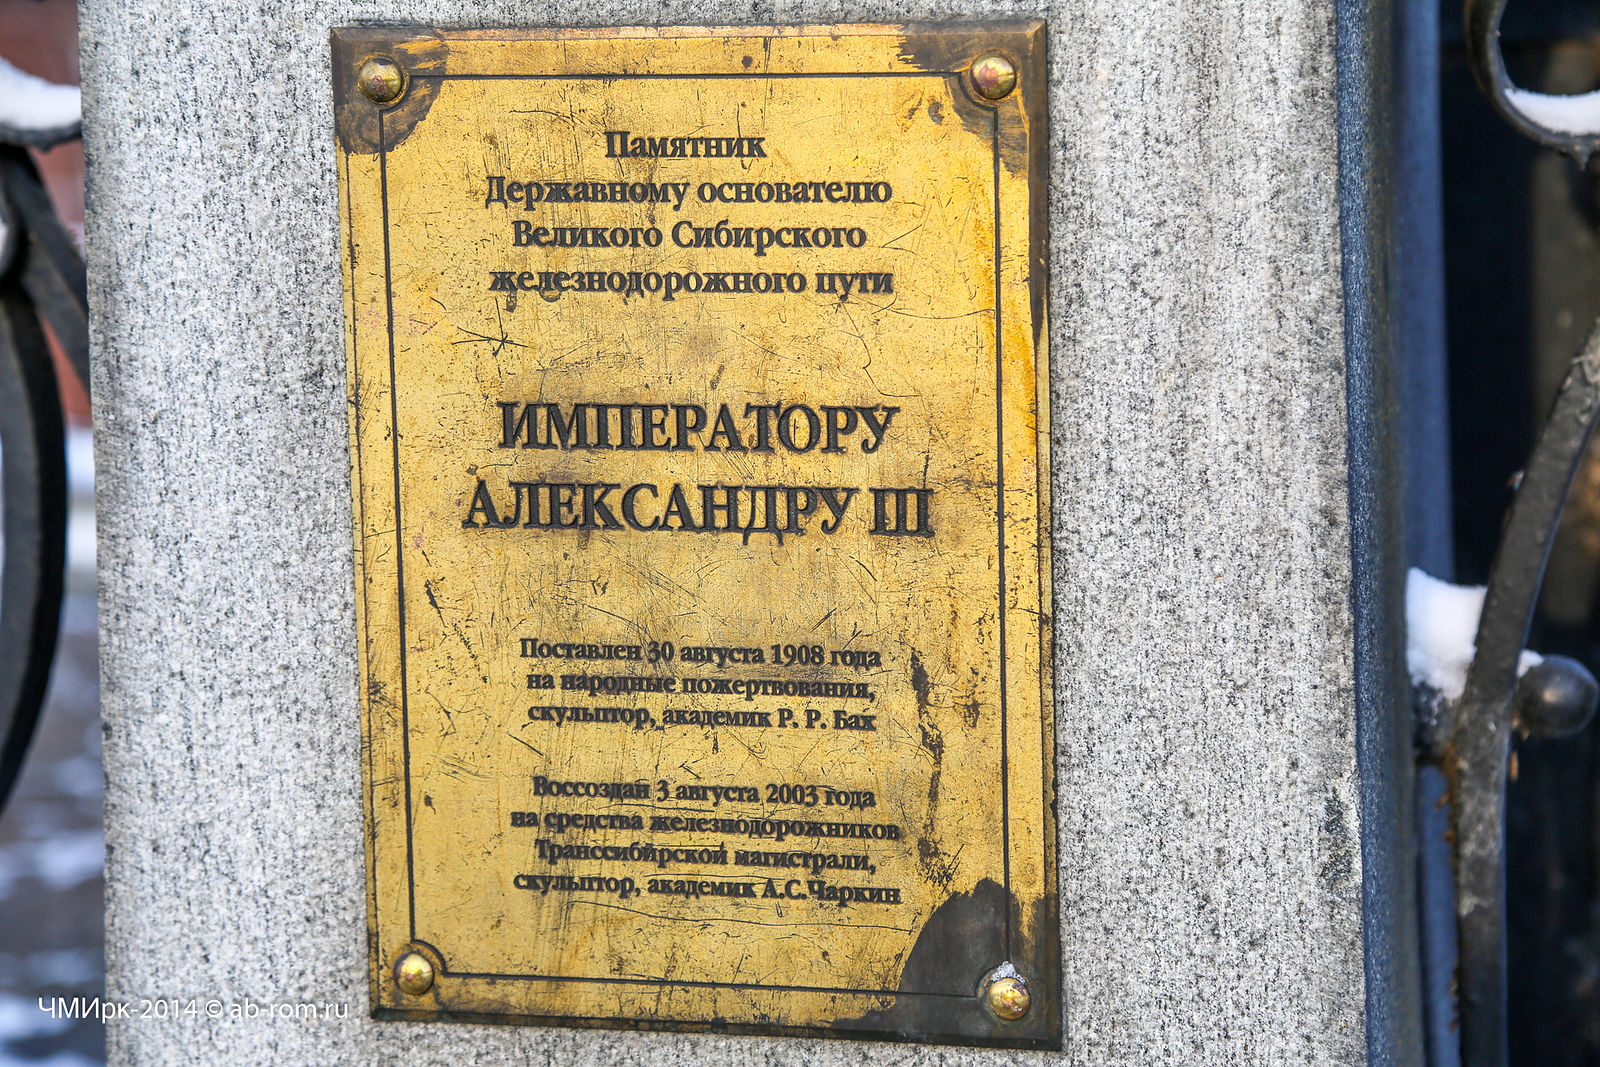 Памятник
Державному основателю
Великого Сибирского
железнодорожного пути
ИМПЕРАТОРУ
АЛЕКСАНДРУ III
Поставлен 30 августа 1908 года
на народные пожертвования,
скульптор, академик Р. Р. Бах
Воссоздан 3 августа 2003 года
на средства железнодорожников
Транссибирской магистрали,
скульптор, академик А.С.Чаркин
ЧМИрк-2014 © ab-rom.ru